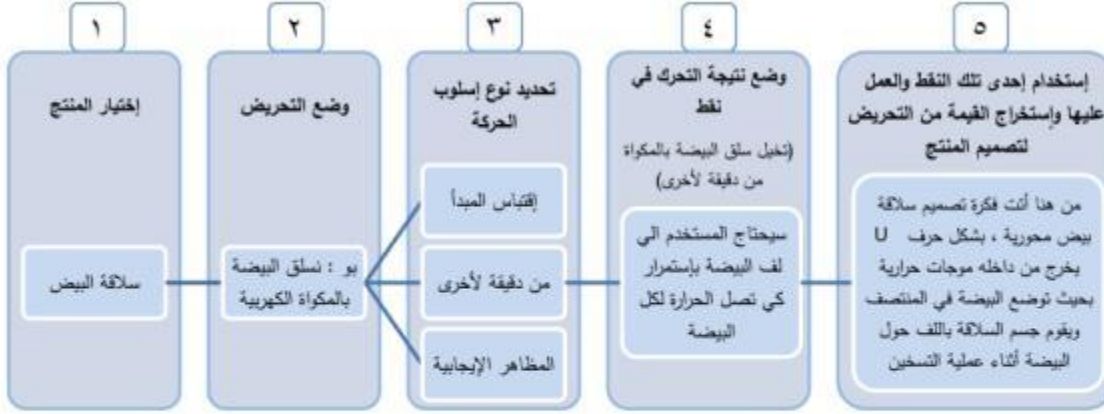 ١
إختيار المنتج
سلاقة البيض
٢
وضع التحريض
بو : نسلق البيضة
بالمكواة الكهربية
٣
تحديد نوع إسلوب
الحركة
إقتباس المبدأ
من دقيقة لأخرى
المظاهر الإيجابية
٤
وضع نتيجة التحرك في
نقط
(تخيل سلق البيضة بالمكواة
من دقيقة لأخرى)
سيحتاج المستخدم الي
لف البيضة بإستمرار
كي تصل الحرارة لكل
البيضة
٥
إستخدام إحدى تلك النقط والعمل
عليها وإستخراج القيمة من التحريض
لتصميم المنتج
من هنا أتت فكرة تصميم سلاقة
بيض محورية ، بشكل حرف U
يخرج من داخله موجات حرارية
بحيث توضع البيضة في المنتصف
ويقوم جسم السلاقة باللف حول
البيضة أثناء عملية التسخين